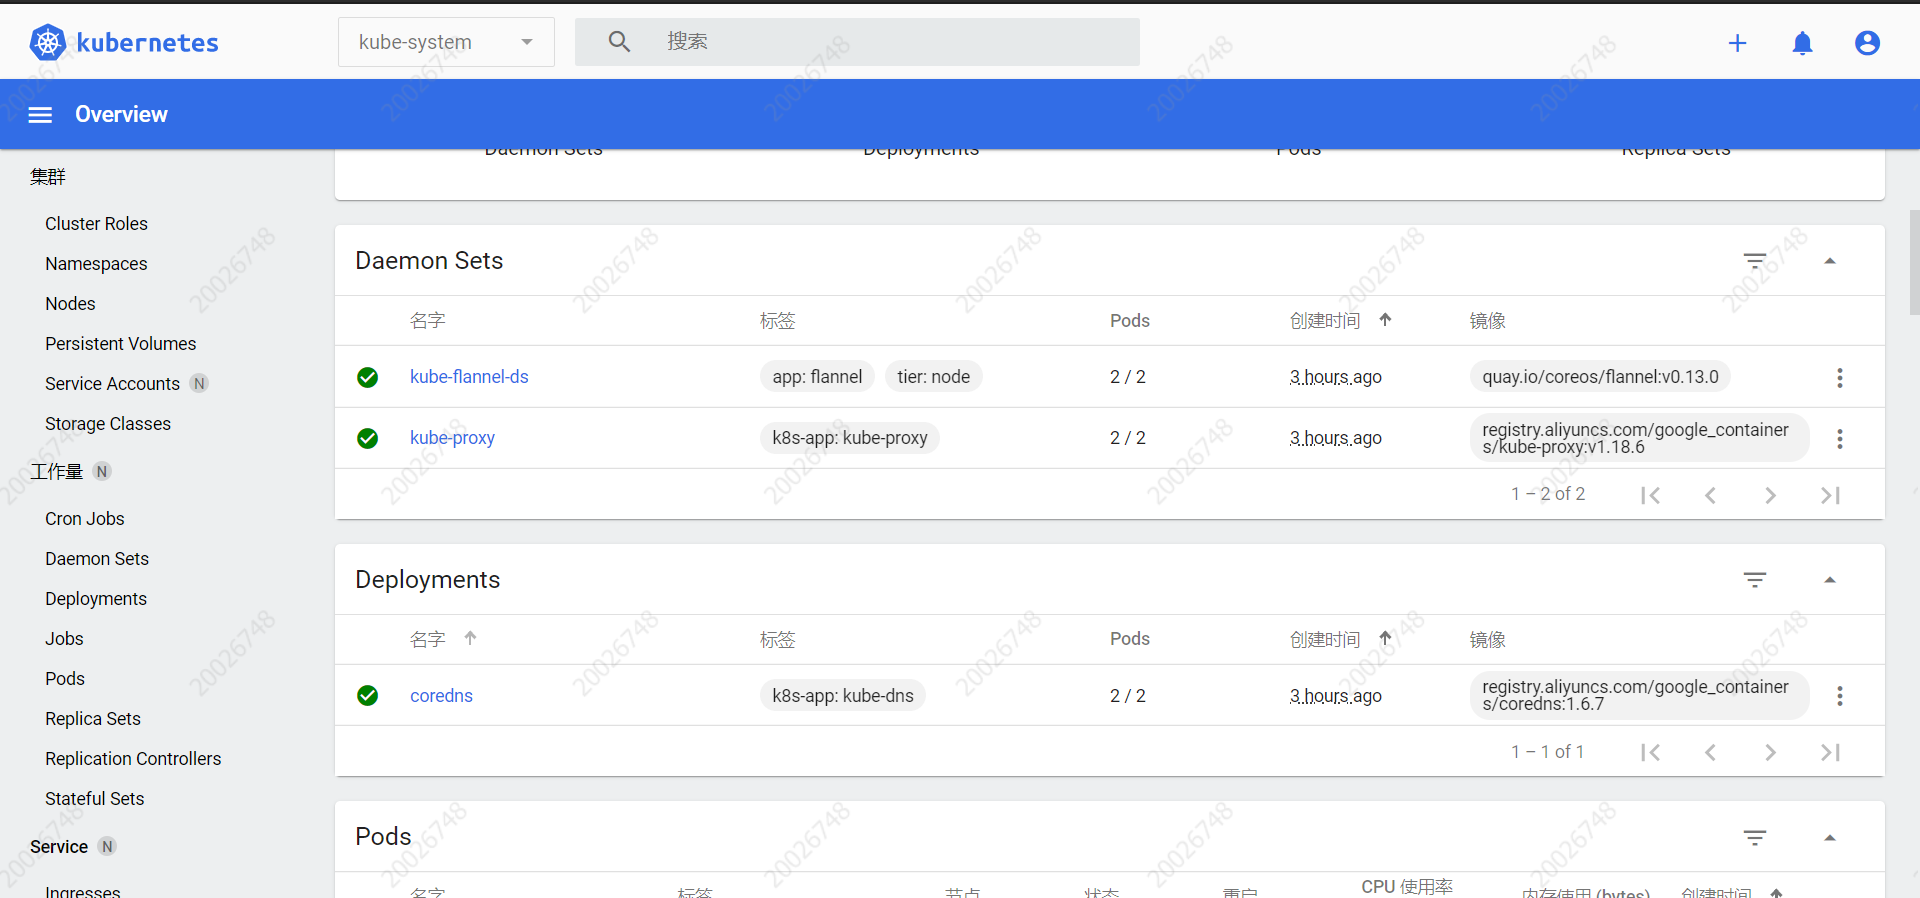 kubernetes
kube-system
搜索
Overview
Daemon Sets
Deployments
Pods
Replica Sets
集群
Cluster Roles
Namespaces
Nodes
Persistent Volumes
Service Accounts N
Storage Classes
工作量 N
Cron Jobs
Daemon Sets
Deployments
Jobs
Pods
Replica Sets
Replication Controllers
Stateful Sets
Service N
Ingresses
Daemon Sets
名字 标签 Pods 创建时间 镜像
kube-flannel-ds app: flannel tier: node 2 / 2 3 hours ago quay.io/coreos/flannel:v0.13.0
kube-proxy k8s-app: kube-proxy 2 / 2 3 hours ago registry.aliyuncs.com/google_container
s/kube-proxy:v1.18.6
1 – 2 of 2
Deployments
名字 标签 Pods 创建时间 镜像
coredns k8s-app: kube-dns 2 / 2 3 hours ago registry.aliyuncs.com/google_container
s/coredns:1.6.7
1 – 1 of 1
Pods
名字 标签 节点 状态 重启 CPU 使用率 内存使用 (bytes) 创建时间
20026748